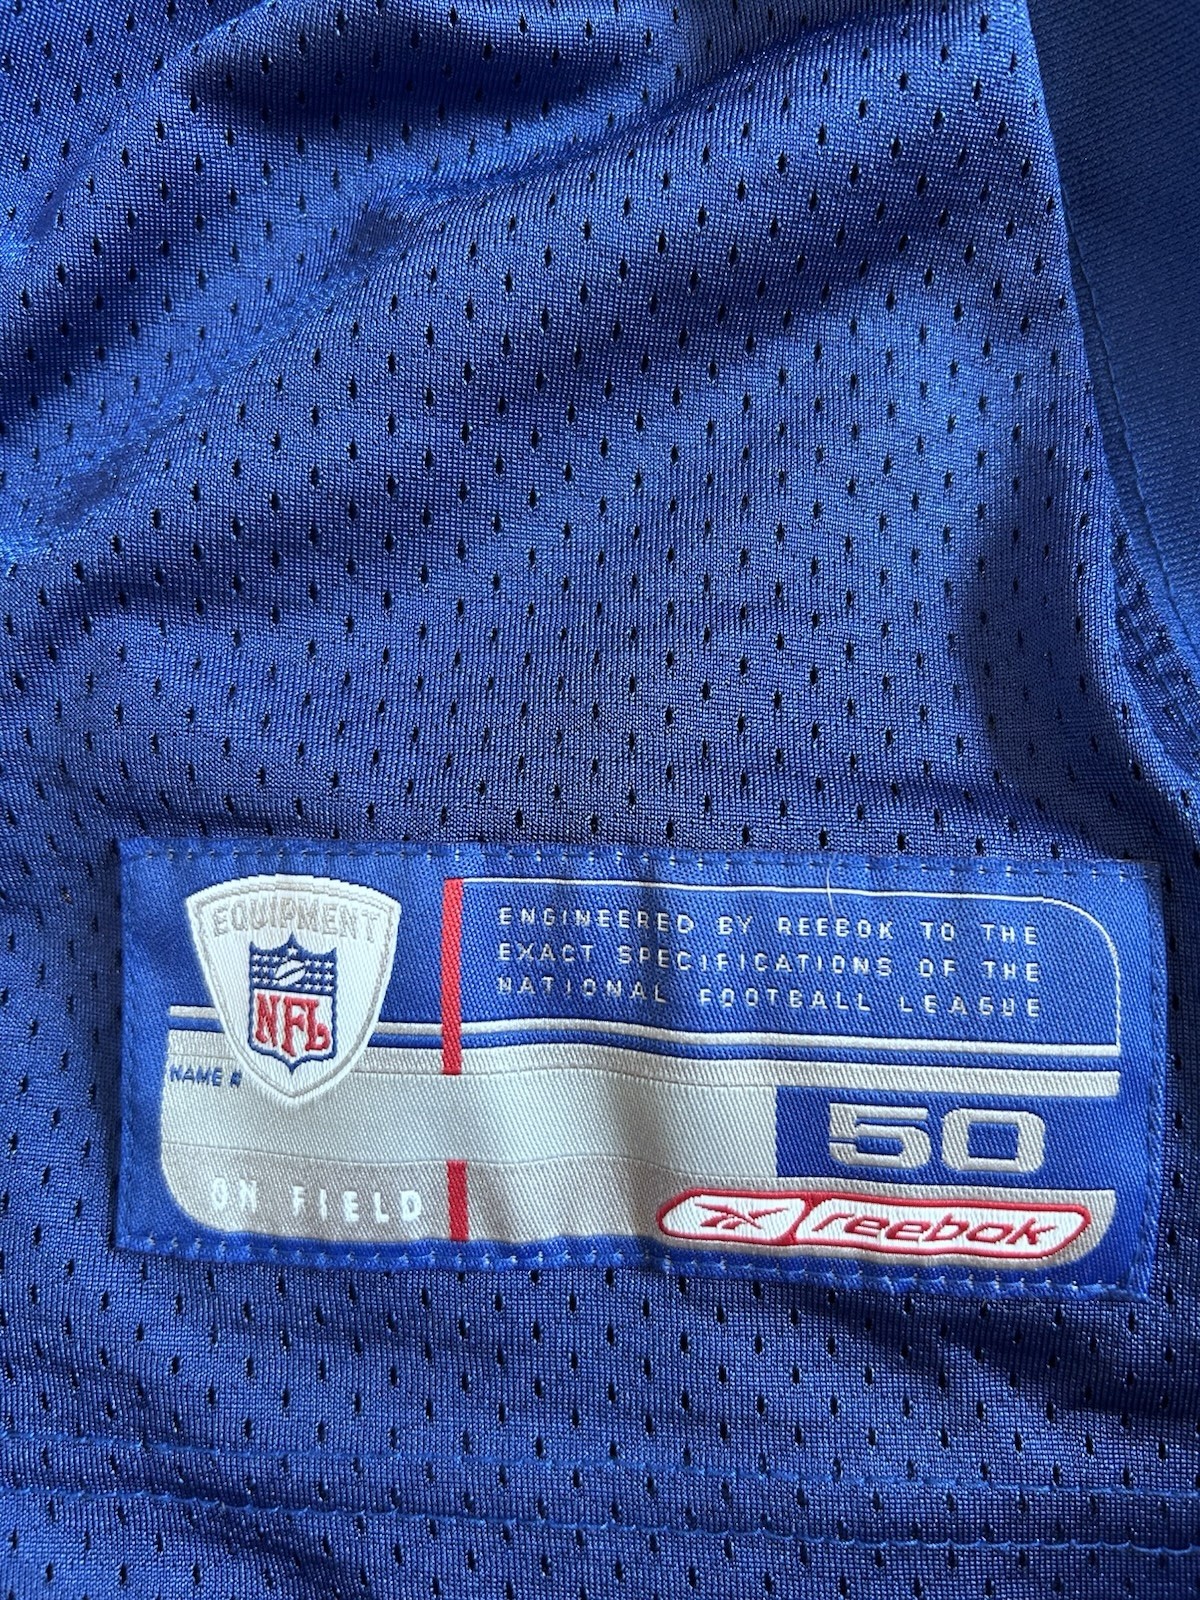 EQUIPMENT
NFL
ENGINEERED BY REEBOK TO THE
EXACT SPECIFICATIONS OF THE
NATIONAL FOOTBALL LEAGUE
NAME #
50
ON FIELD
reebok